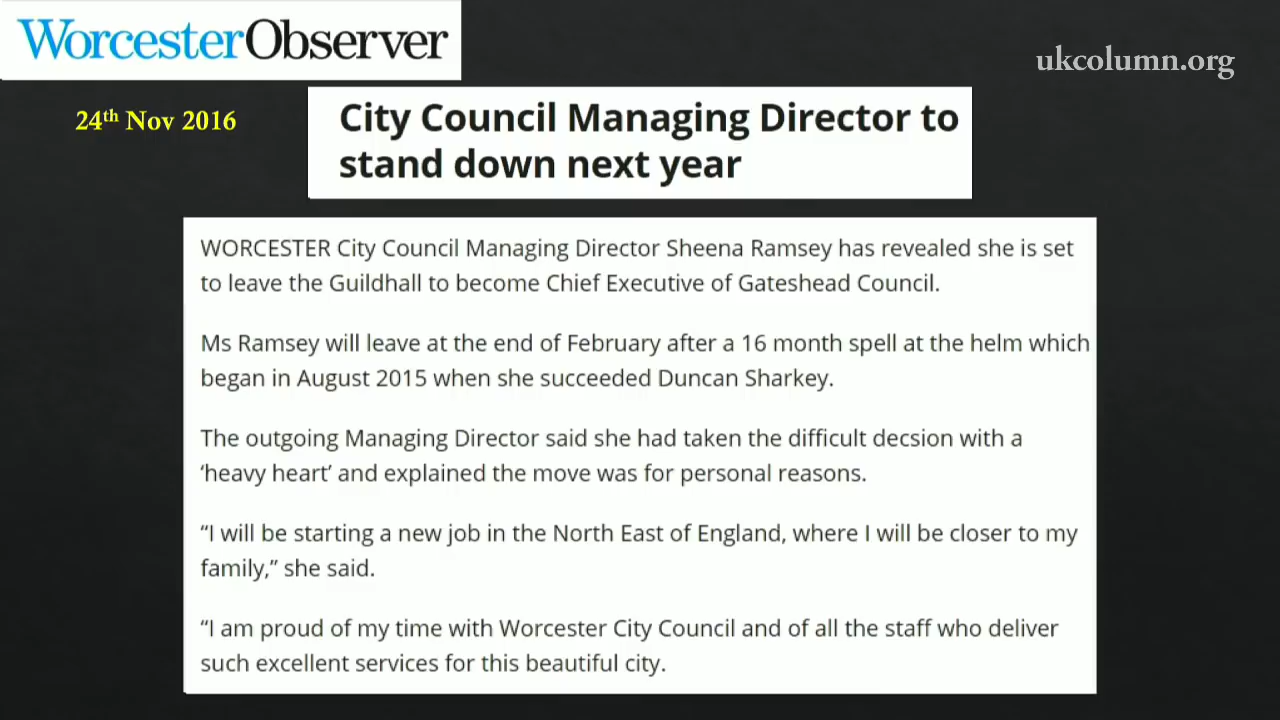 WorcesterObserver
ukcolumn.org
24th Nov 2016
City Council Managing Director to
stand down next year
WORCESTER City Council Managing Director Sheena Ramsey has revealed she is set
to leave the Guildhall to become Chief Executive of Gateshead Council.
Ms Ramsey will leave at the end of February after a 16 month spell at the helm which
began in August 2015 when she succeeded Duncan Sharkey.
The outgoing Managing Director said she had taken the difficult decsion with a
‘heavy heart’ and explained the move was for personal reasons.
“I will be starting a new job in the North East of England, where I will be closer to my
family,” she said.
“I am proud of my time with Worcester City Council and of all the staff who deliver
such excellent services for this beautiful city.